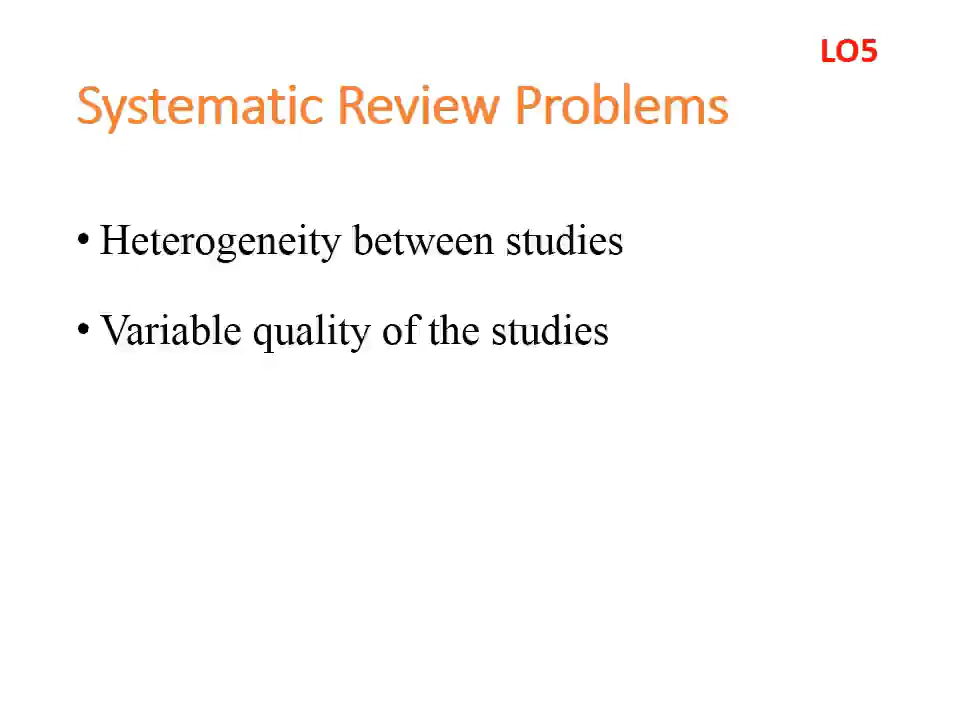 LO5
Systematic Review Problems
• Heterogeneity between studies
• Variable quality of the studies